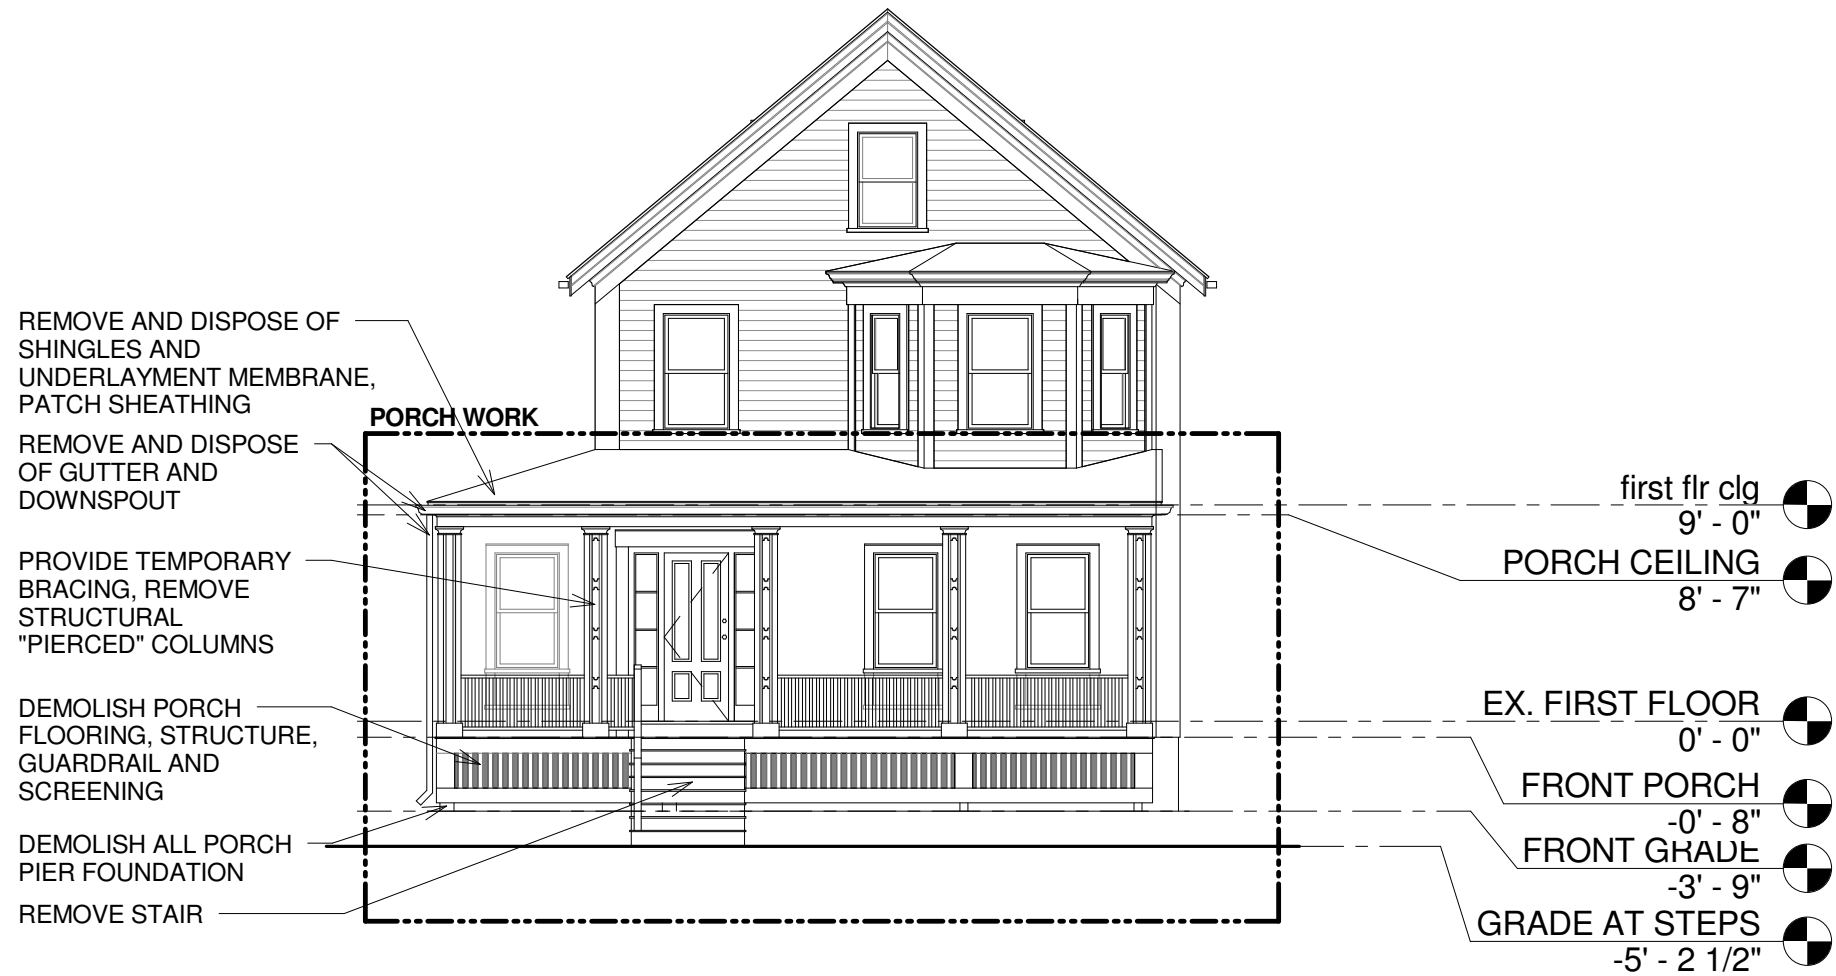 REMOVE AND DISPOSE OF
SHINGLES AND
UNDERLAYMENT MEMBRANE,
PATCH SHEATHING
PORCH WORK
REMOVE AND DISPOSE
OF GUTTER AND
DOWNSPOUT
PROVIDE TEMPORARY
BRACING, REMOVE
STRUCTURAL
"PIERCED" COLUMNS
DEMOLISH PORCH
FLOORING, STRUCTURE,
GUARDRAIL AND
SCREENING
DEMOLISH ALL PORCH
PIER FOUNDATION
REMOVE STAIR
first flr clg
9' - 0"
PORCH CEILING
8' - 7"
EX. FIRST FLOOR
0' - 0"
FRONT PORCH
-0' - 8"
FRONT GRADE
-3' - 9"
GRADE AT STEPS
-5' - 2 1/2"